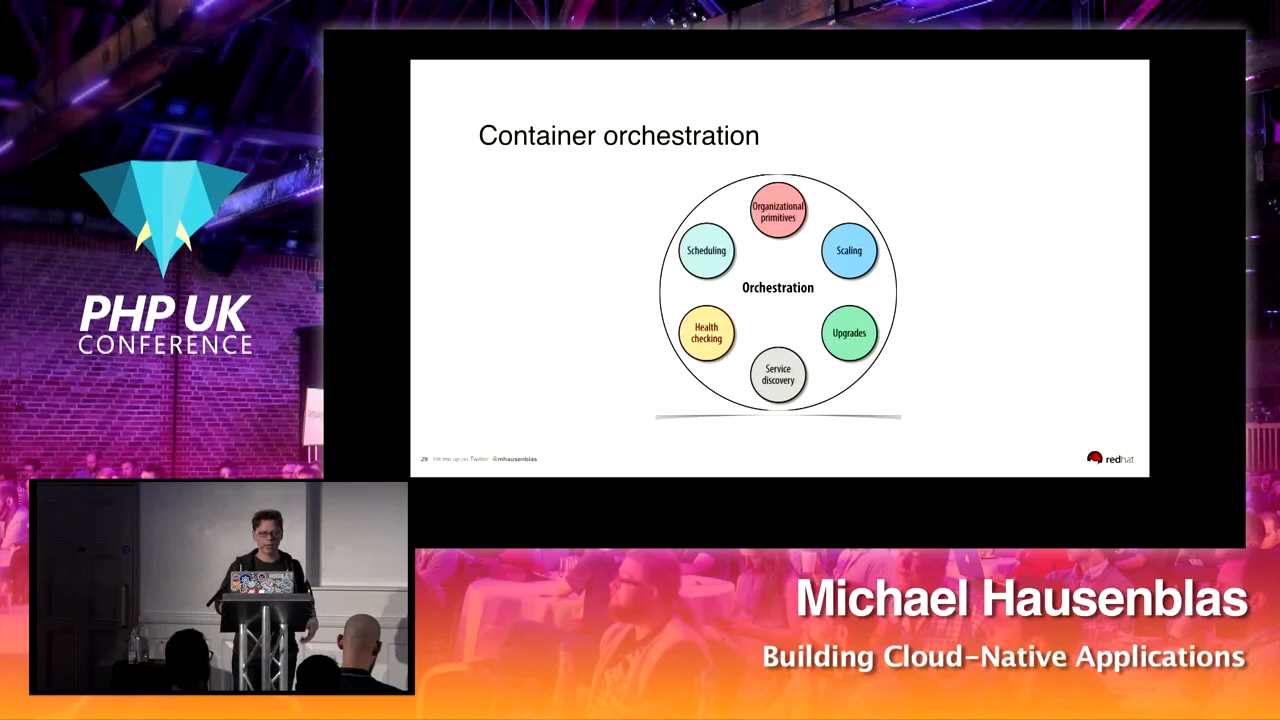 PHP UK
CONFERENCE
Container orchestration
Organizational
primitives
Scheduling
Scaling
Orchestration
Health
checking
Upgrades
Service
discovery
29 Hit me up on Twitter: @mhausenblas
redhat
Michael Hausenblas
Building Cloud-Native Applications